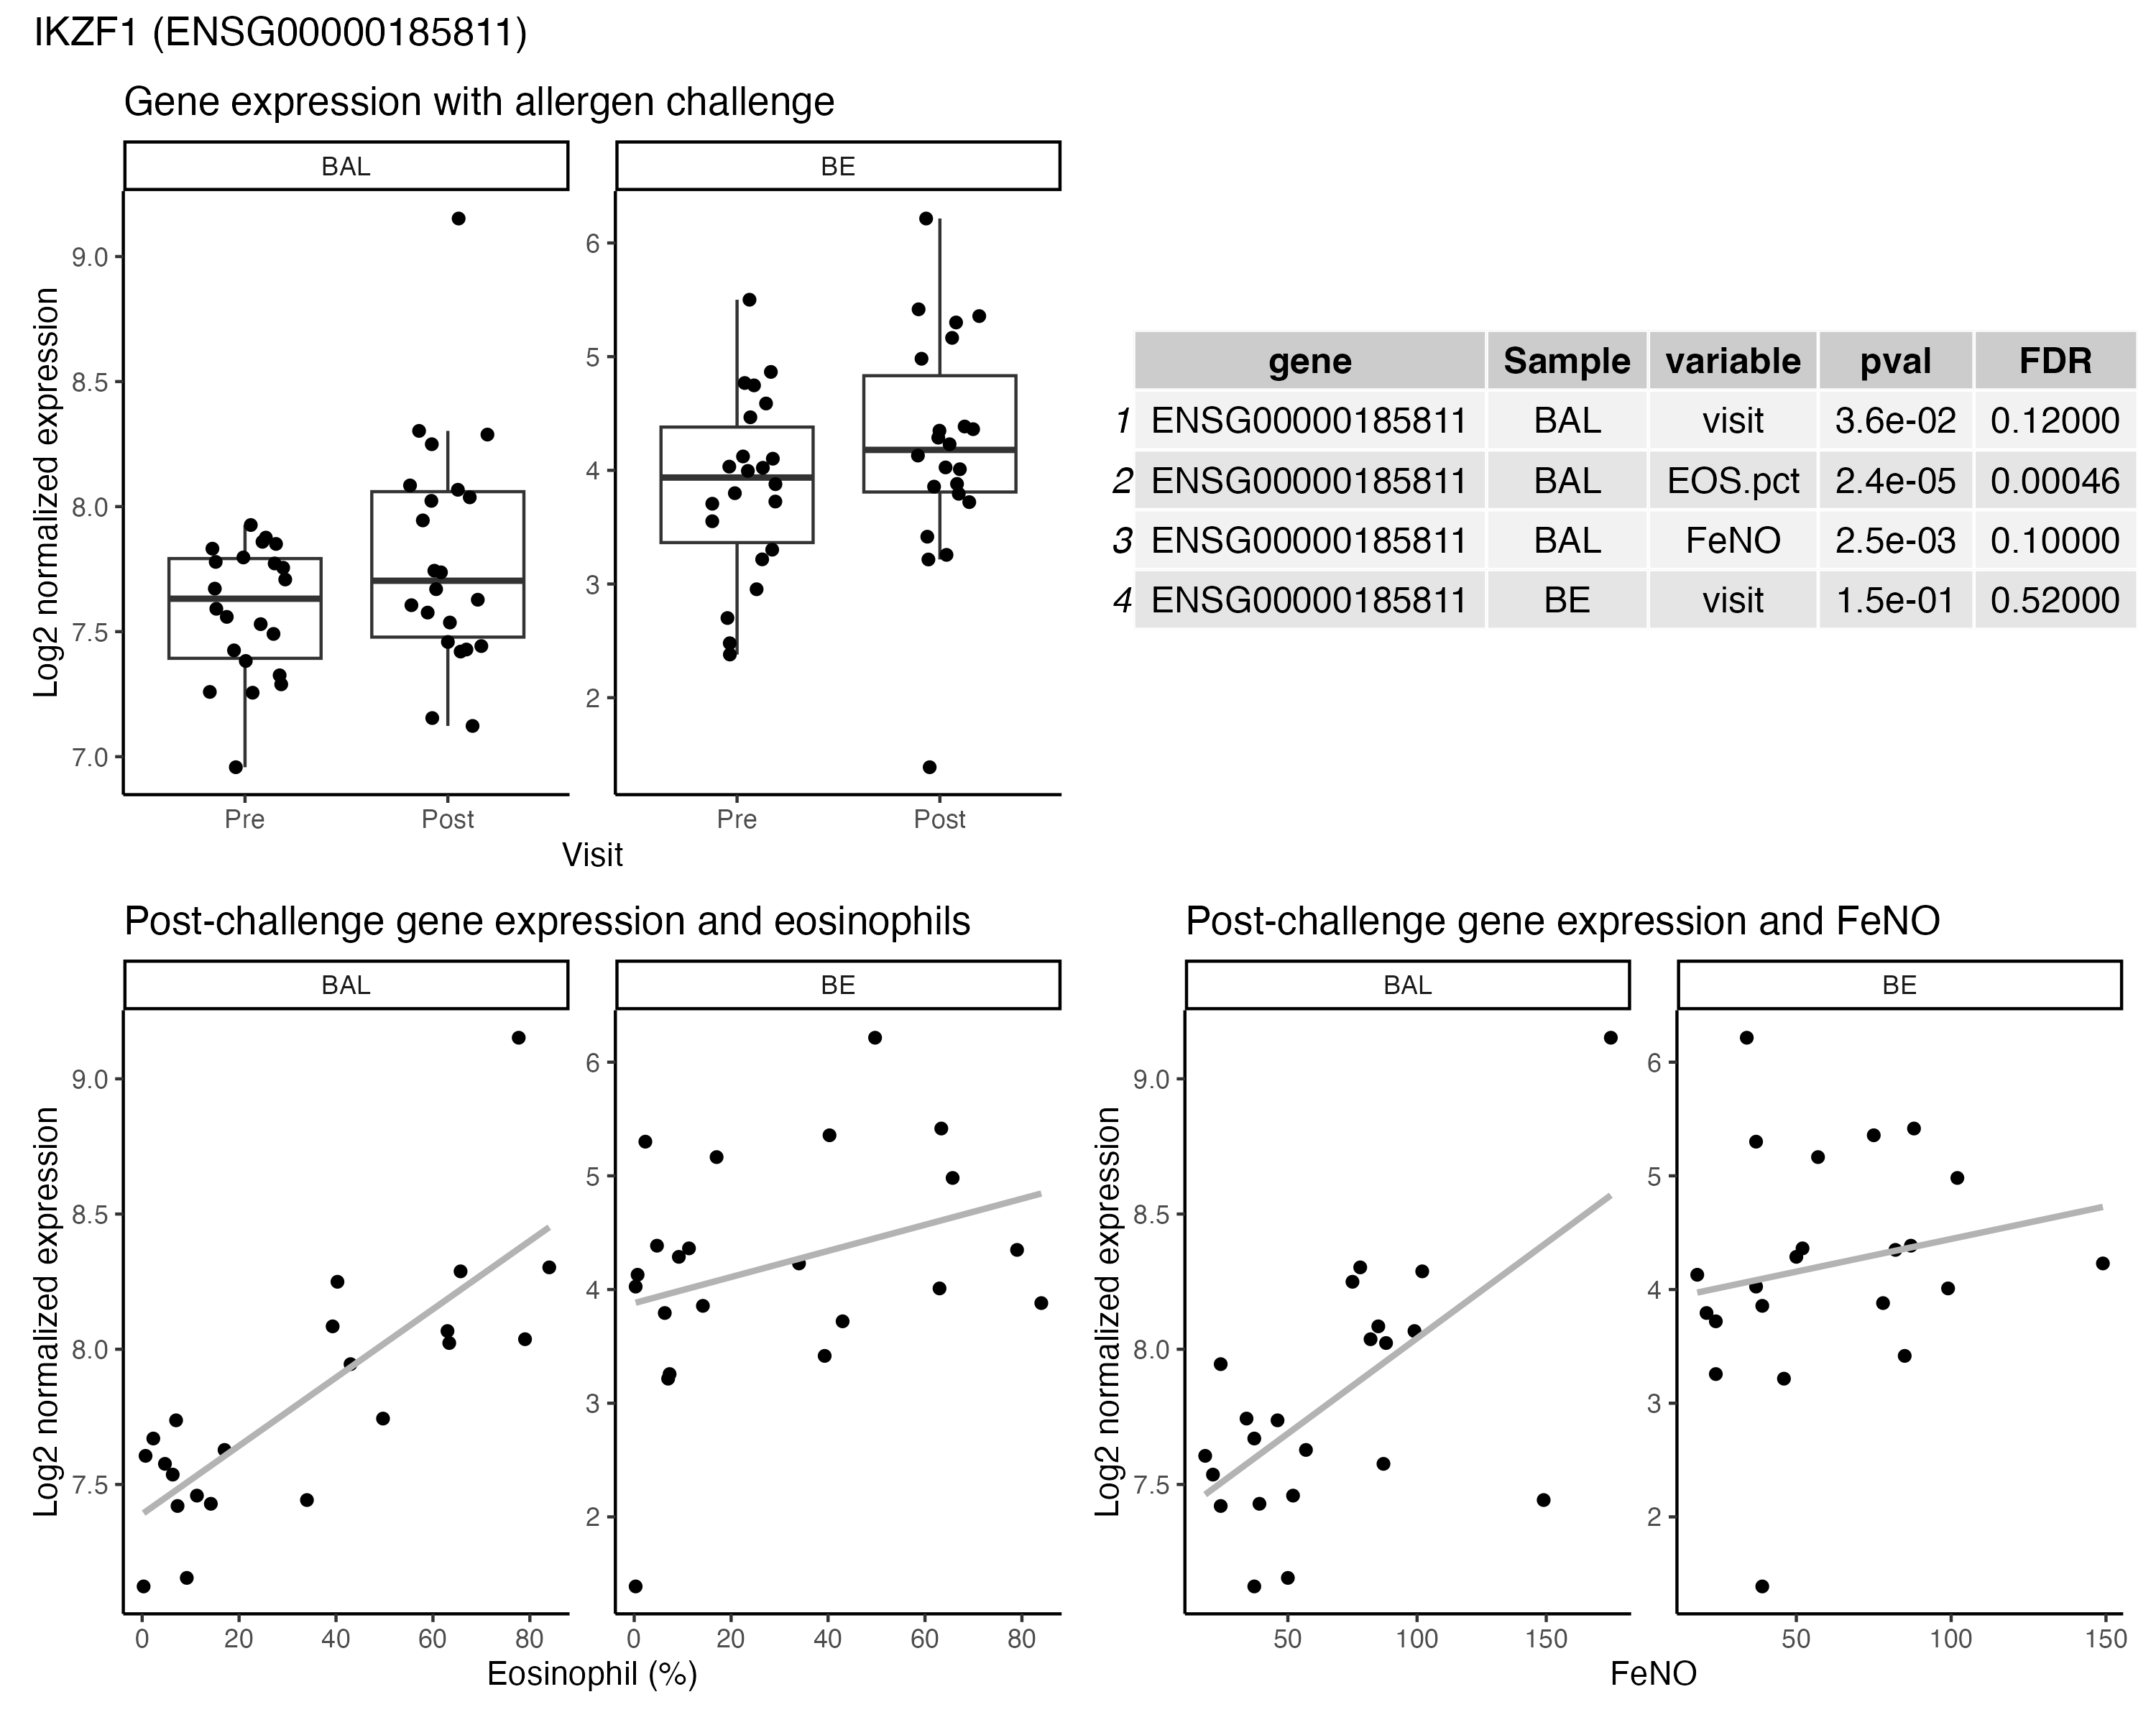 IKZF1 (ENSG00000185811)
Gene expression with allergen challenge
BAL BE
Log2 normalized expression
9.0
8.5
8.0
7.5
7.0
6
5
4
3
2
Pre Post Pre Post
Visit
gene Sample variable pval FDR
1 ENSG00000185811 BAL visit 3.6e-02 0.12000
2 ENSG00000185811 BAL EOS.pct 2.4e-05 0.00046
3 ENSG00000185811 BAL FeNO 2.5e-03 0.10000
4 ENSG00000185811 BE visit 1.5e-01 0.52000
Post-challenge gene expression and eosinophils
BAL BE
Log2 normalized expression
9.0
8.5
8.0
7.5
6
5
4
3
2
0 20 40 60 80 0 20 40 60 80
Eosinophil (%)
Post-challenge gene expression and FeNO
BAL BE
Log2 normalized expression
9.0
8.5
8.0
7.5
6
5
4
3
2
50 100 150 50 100 150
FeNO